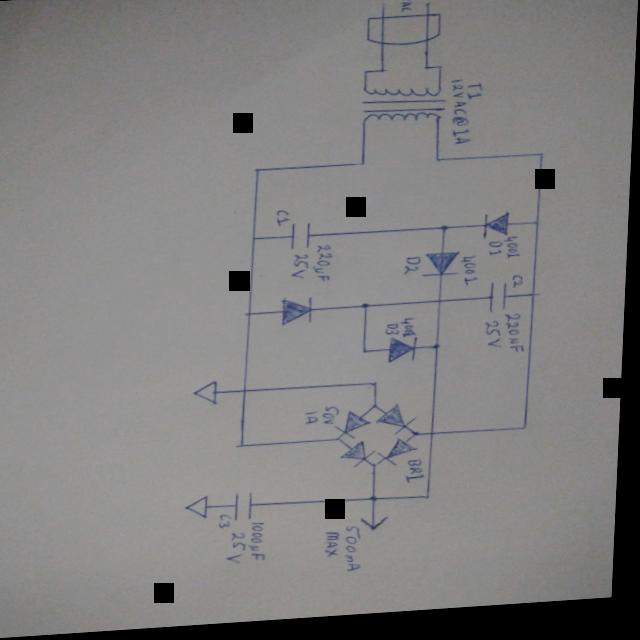 T1
12VAC@1A
4001
D1
C2
220µF
25V
4001
D2
C1
220µF
25V
4001
D3
BR1
50V
1A
500mA
MAX
1000µF
25V
C3